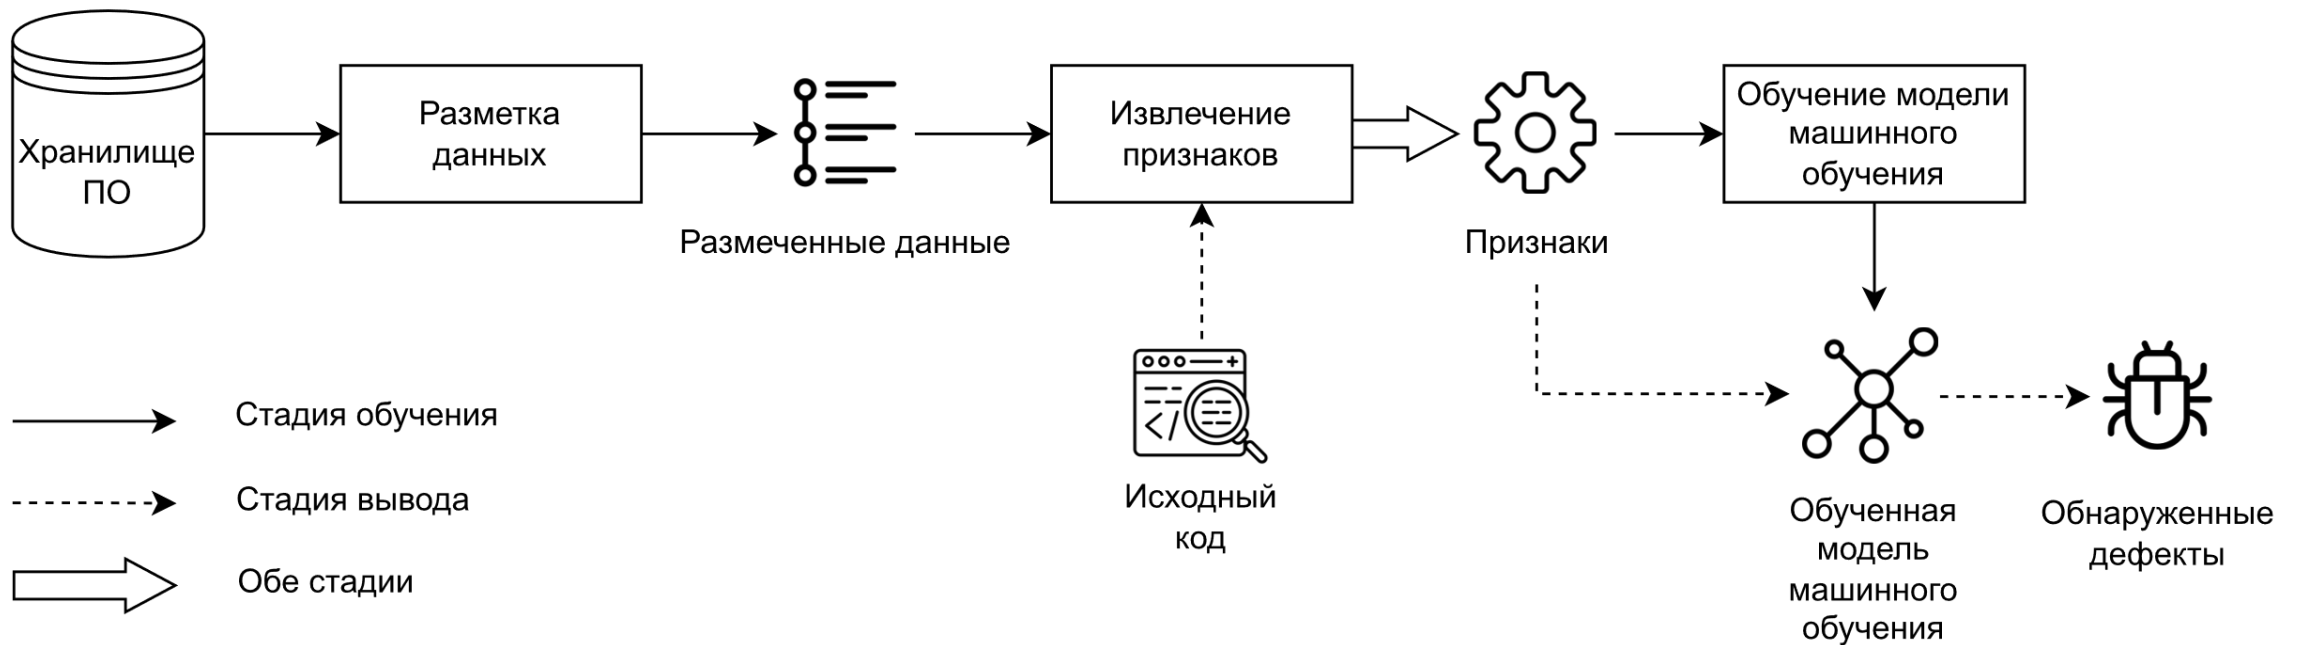 Хранилище
ПО
Разметка
данных
Размеченные данные
Извлечение
признаков
Признаки
Обучение модели
машинного
обучения
Исходный
код
Обученная
модель
машинного
обучения
Обнаруженные
дефекты
Стадия обучения
Стадия вывода
Обе стадии